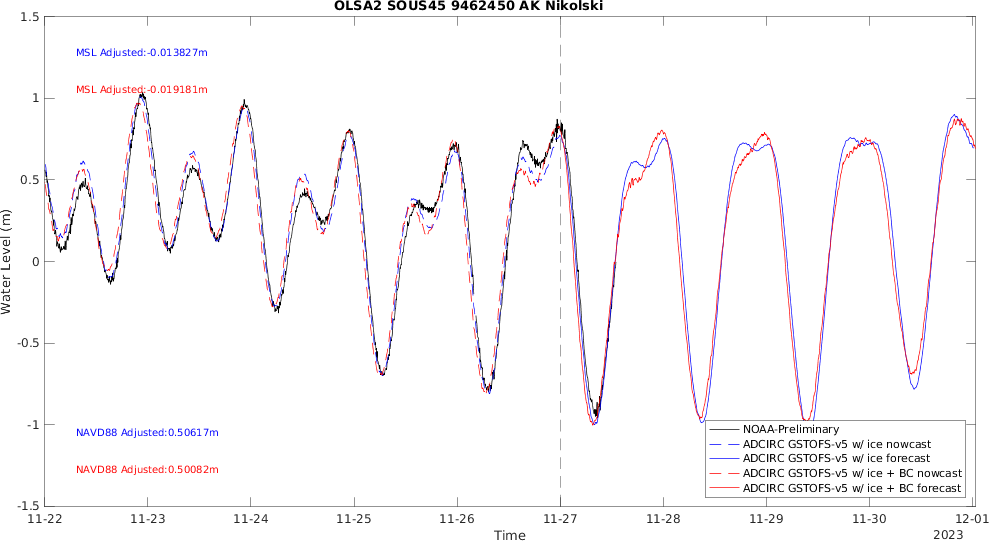 OLSA2 SOUS45 9462450 AK Nikolski
1.5
MSL Adjusted:-0.013827m
MSL Adjusted:-0.019181m
1
0.5
0
-0.5
-1
-1.5
Water Level (m)
NAVD88 Adjusted:0.50617m
NAVD88 Adjusted:0.50082m
NOAA-Preliminary
ADCIRC GSTOFS-v5 w/ ice nowcast
ADCIRC GSTOFS-v5 w/ ice forecast
ADCIRC GSTOFS-v5 w/ ice + BC nowcast
ADCIRC GSTOFS-v5 w/ ice + BC forecast
11-22 11-23 11-24 11-25 11-26 11-27 11-28 11-29 11-30 12-01
Time
2023